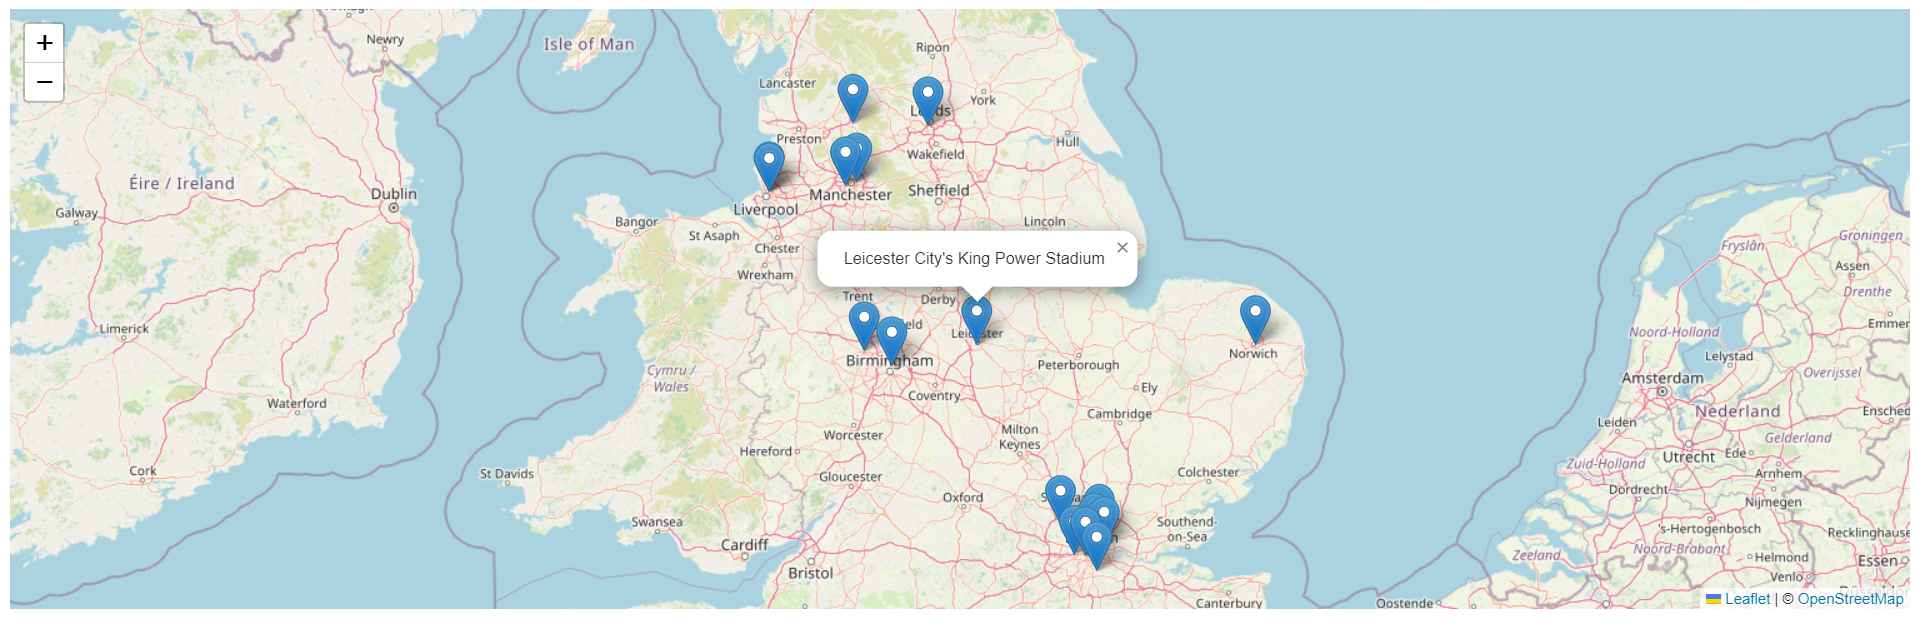 +
−
Newry
Isle of Man
Ripon
Lancaster
York
Leeds
Preston
Hull
Wakefield
Éire / Ireland
Dublin
Manchester
Sheffield
Galway
Liverpool
Bangor
St Asaph
Lincoln
Chester
Wrexham
Leicester City's King Power Stadium
×
Groningen
Fryslân
Assen
Drenthe
Trent
Derby
Limerick
Leicester
Emme
Noord-Holland
Norwich
Lelystad
Birmingham
Peterborough
Cymru /
Wales
Overijssel
Amsterdam
Ely
Coventry
Waterford
Cambridge
Nederland
Ensched
Leiden
Milton
Keynes
Worcester
Gelderland
Hereford
Utrecht
Ede
Zuid-Holland
Cork
St Davids
Gloucester
Colchester
Arnhem
Oxford
Dordrecht
Nijmegen
Swansea
Southend-
on-Sea
's-Hertogenbosch
Recklinghause
Cardiff
Noord-Brabant
Zeeland
Helmond
Essen
Bristol
Venlo
Canterbury
Oostende
Leaflet | © OpenStreetMap